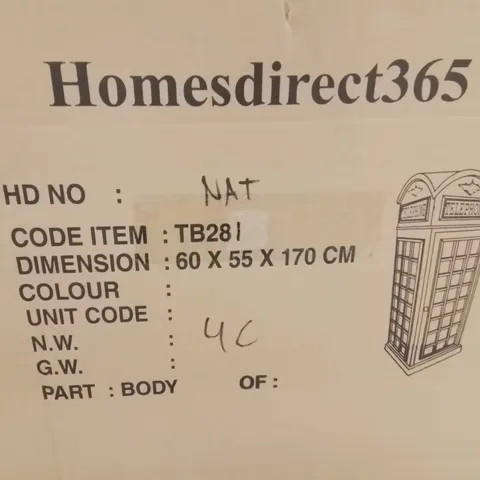 Homesdirect365
HD NO : NAT
CODE ITEM : TB281
DIMENSION : 60 X 55 X 170 CM
COLOUR :
UNIT CODE :
N.W. : 4C
G.W. :
PART : BODY OF :
TELEPHONE